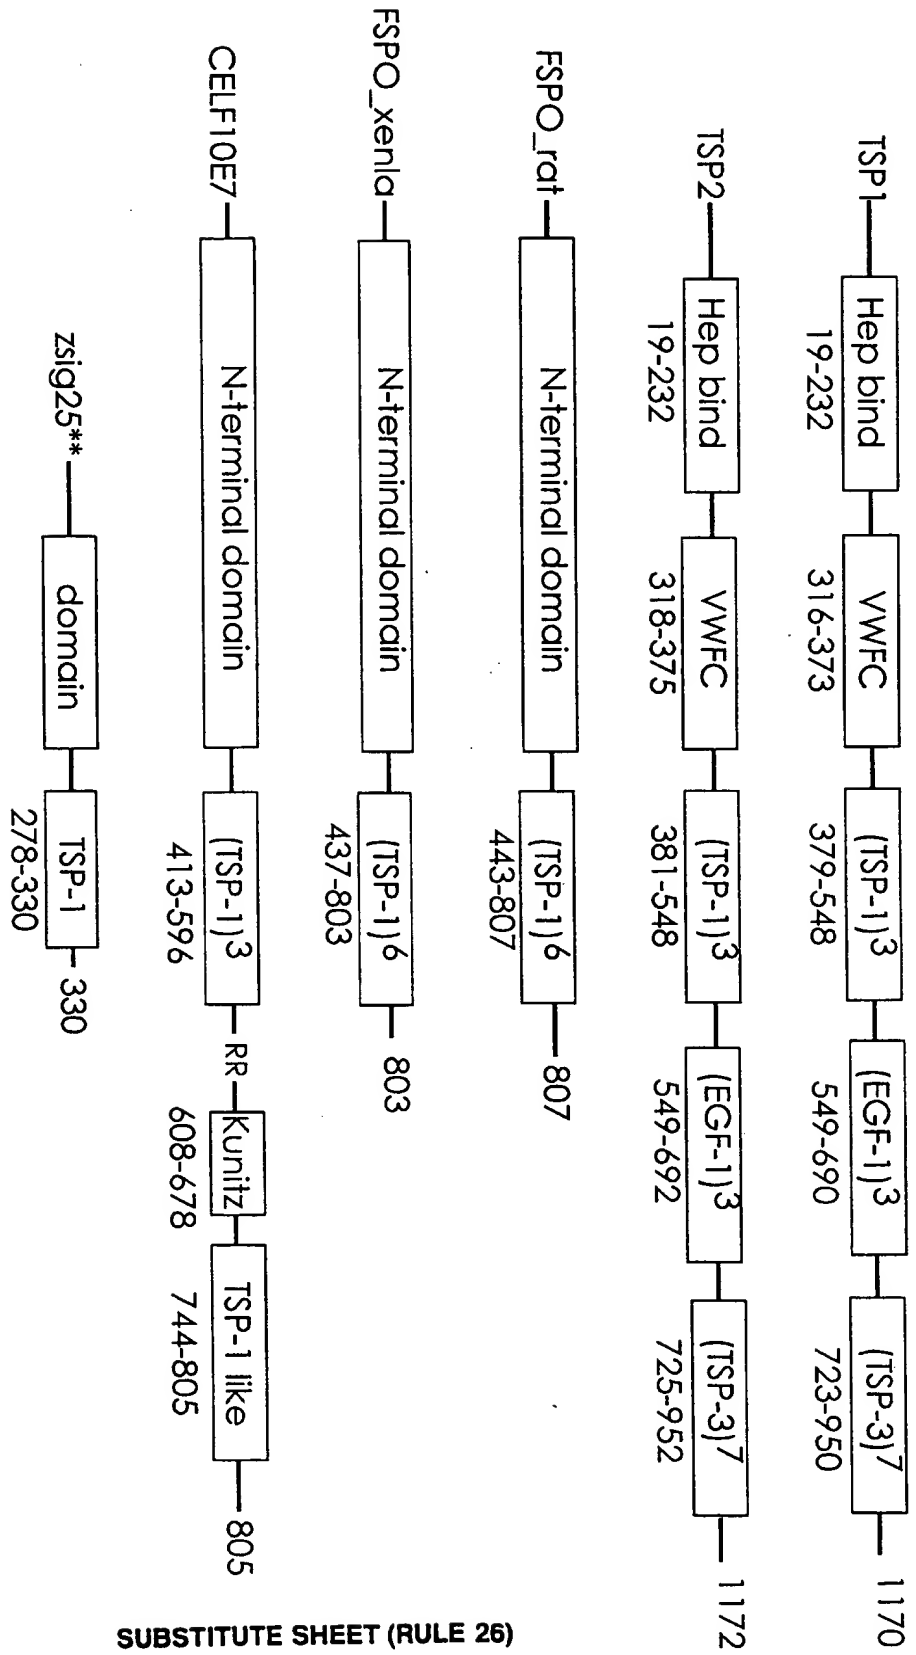 TSP1 Hep bind VWFC (TSP-1)3 (EGF-1)3 (TSP-3)7 1170
19-232 316-373 379-548 549-690 723-950
TSP2 Hep bind VWFC (TSP-1)3 (EGF-1)3 (TSP-3)7 1172
19-232 318-375 381-548 549-692 725-952
FSPO_rat N-terminal domain (TSP-1)6 807
443-807
FSPO_xenla N-terminal domain (TSP-1)6 803
437-803
CELF10E7 N-terminal domain (TSP-1)3 RR Kunitz TSP-1 like 805
413-596 608-678 744-805
zsig25** domain TSP-1 330
278-330
SUBSTITUTE SHEET (RULE 26)